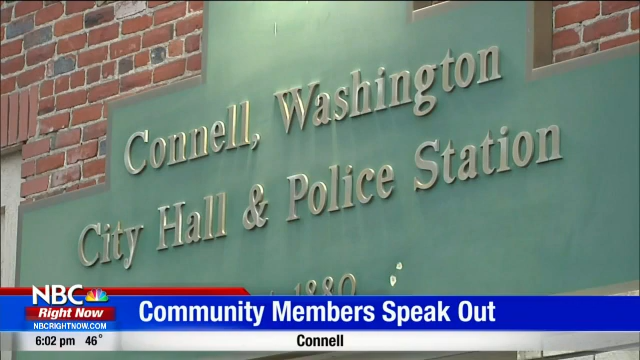 Connell, Washington
City Hall & Police Station
1880
NBC
Right Now
NBCRIGHTNOW.COM
Community Members Speak Out
6:02 pm 46°
Connell